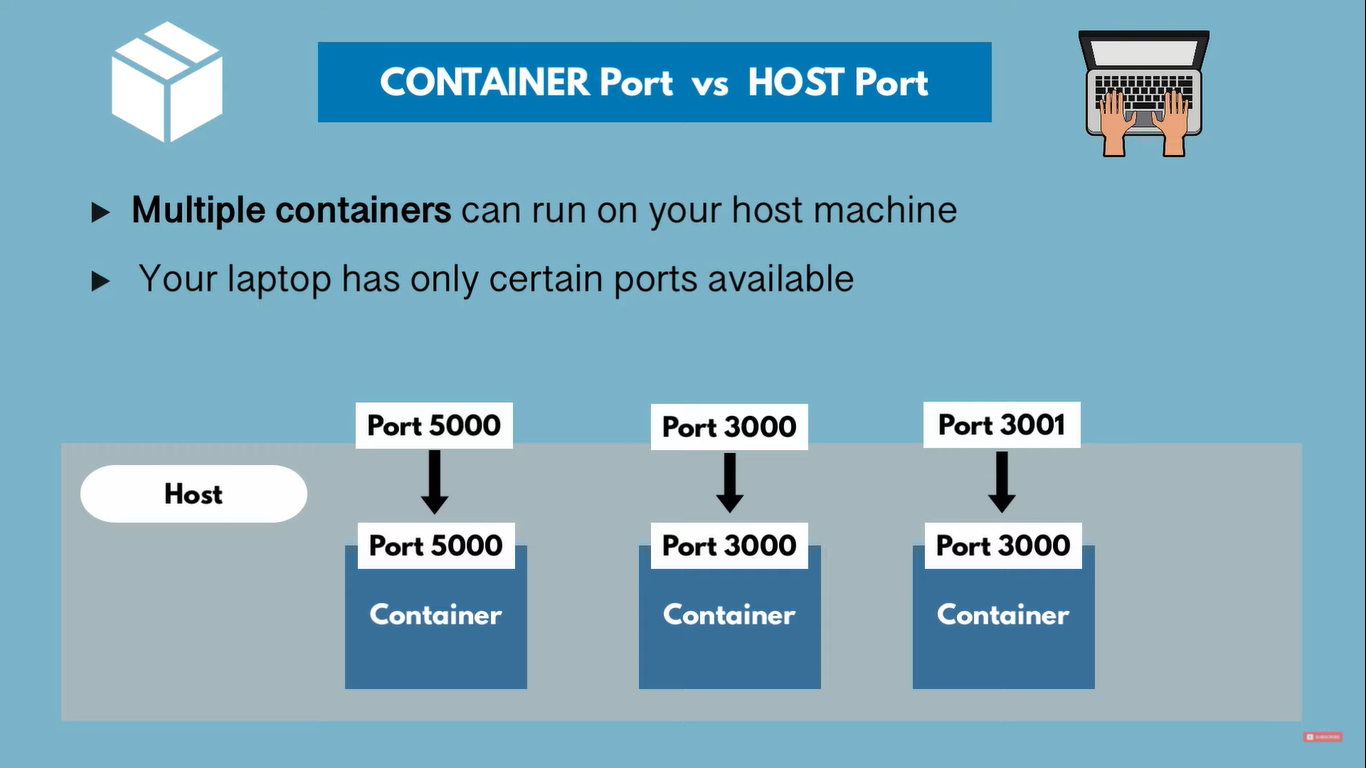 CONTAINER Port vs HOST Port
Multiple containers can run on your host machine
Your laptop has only certain ports available
Port 5000
Port 3000
Port 3001
Host
Port 5000
Port 3000
Port 3000
Container
Container
Container
SUBSCRIBE